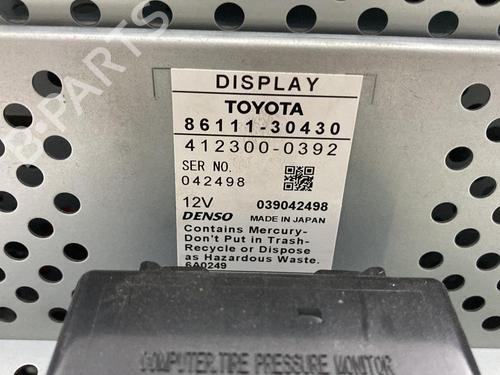 B-PARTS
DISPLAY
TOYOTA
86111-30430
412300-0392
SER NO.
042498
12V 039042498
DENSO MADE IN JAPAN
Contains Mercury-
Don't Put in Trash-
Recycle or Dispose
as Hazardous Waste.
6A0249
COMPUTER,TIRE PRESSURE MONITOR